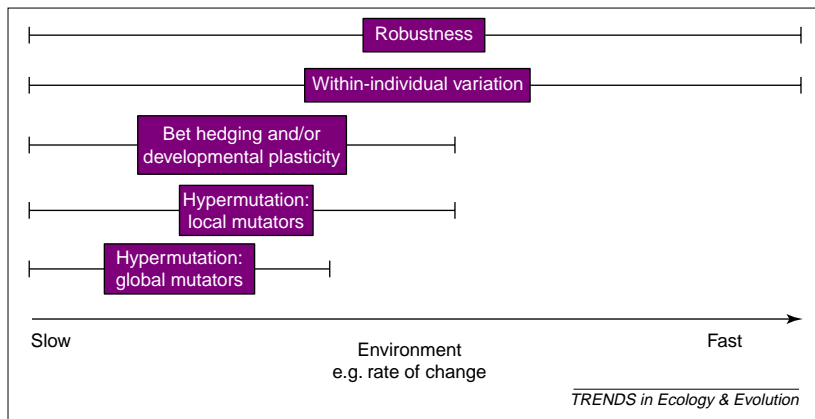 Robustness
Within-individual variation
Bet hedging and/or
developmental plasticity
Hypermutation:
local mutators
Hypermutation:
global mutators
Slow
Fast
Environment
e.g. rate of change
TRENDS in Ecology & Evolution